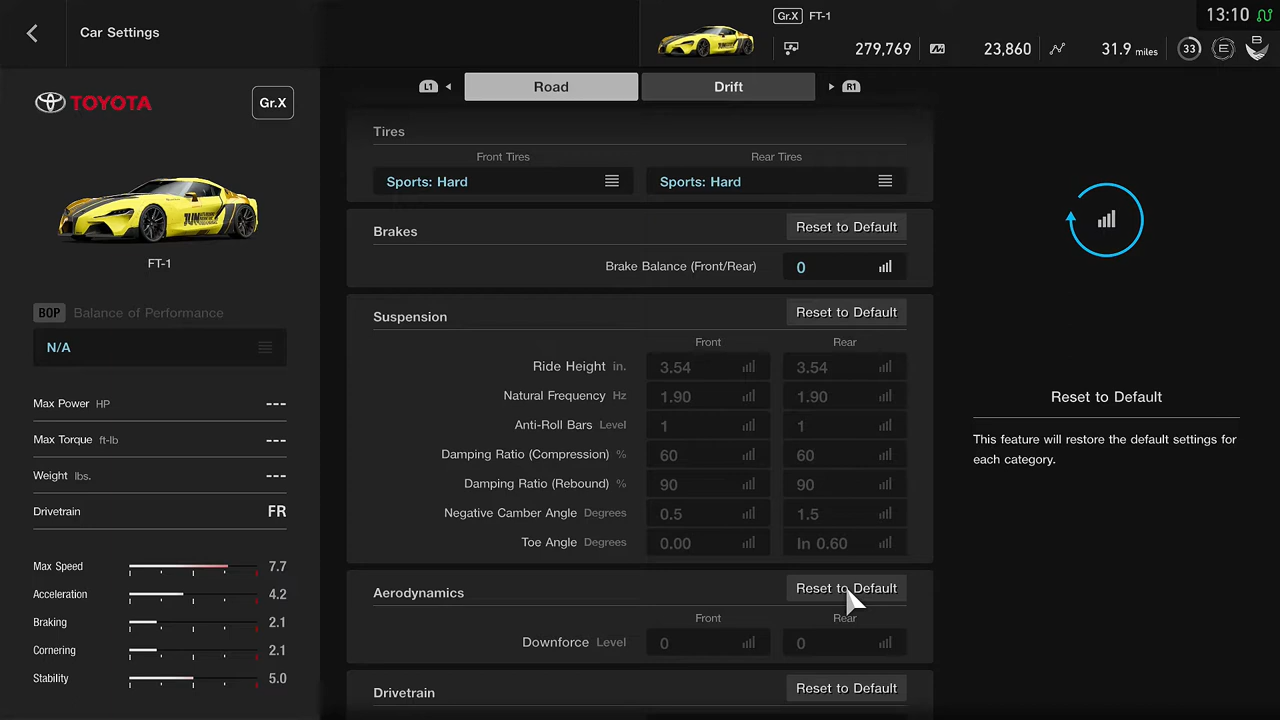 Car Settings
Gr.X FT-1
279,769 23,860 31.9 miles 33 E B
13:10
TOYOTA
Gr.X
FT-1
BOP Balance of Performance
N/A
Max Power HP ---
Max Torque ft-lb ---
Weight lbs. ---
Drivetrain FR
Max Speed 7.7
Acceleration 4.2
Braking 2.1
Cornering 2.1
Stability 5.0
L1 Road Drift R1
Tires
Front Tires Rear Tires
Sports: Hard Sports: Hard
Brakes Reset to Default
Brake Balance (Front/Rear) 0
Suspension Reset to Default
Front Rear
Ride Height in. 3.54 3.54
Natural Frequency Hz 1.90 1.90
Anti-Roll Bars Level 1 1
Damping Ratio (Compression) % 60 60
Damping Ratio (Rebound) % 90 90
Negative Camber Angle Degrees 0.5 1.5
Toe Angle Degrees 0.00 In 0.60
Aerodynamics Reset to Default
Front Rear
Downforce Level 0 0
Drivetrain Reset to Default
Reset to Default
This feature will restore the default settings for
each category.